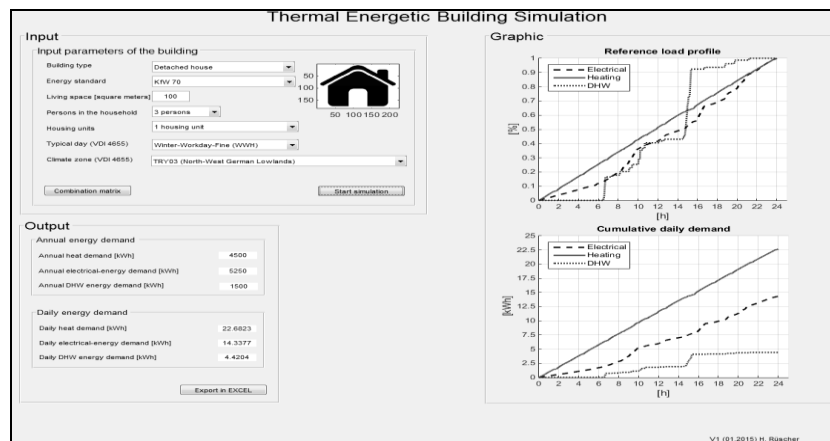 Thermal Energetic Building Simulation
Input
Input parameters of the building
Building type Detached house
Energy standard KfW 70
Living space [square meters] 100
Persons in the household 3 persons
Housing units 1 housing unit
Typical day (VDI 4655) Winter-Workday-Fine (WWH)
Climate zone (VDI 4655) TRY03 (North-West German Lowlands)
50
100
150
50 100 150 200
Combination matrix
Start simulation
Output
Annual energy demand
Annual heat demand [kWh] 4500
Annual electrical-energy demand [kWh] 5250
Annual DHW energy demand [kWh] 1500
Daily energy demand
Daily heat demand [kWh] 22.6823
Daily electrical-energy demand [kWh] 14.3377
Daily DHW energy demand [kWh] 4.4204
Export in EXCEL
Graphic
Reference load profile
Electrical
Heating
DHW
1
0.9
0.8
0.7
0.6
0.5
0.4
0.3
0.2
0.1
0
[%]
0 2 4 6 8 10 12 14 16 18 20 22 24
[h]
Cumulative daily demand
Electrical
Heating
DHW
25
22.5
20
17.5
15
12.5
10
7.5
5
2.5
0
[kWh]
0 2 4 6 8 10 12 14 16 18 20 22 24
[h]
V1 (01.2015) H. Rüscher